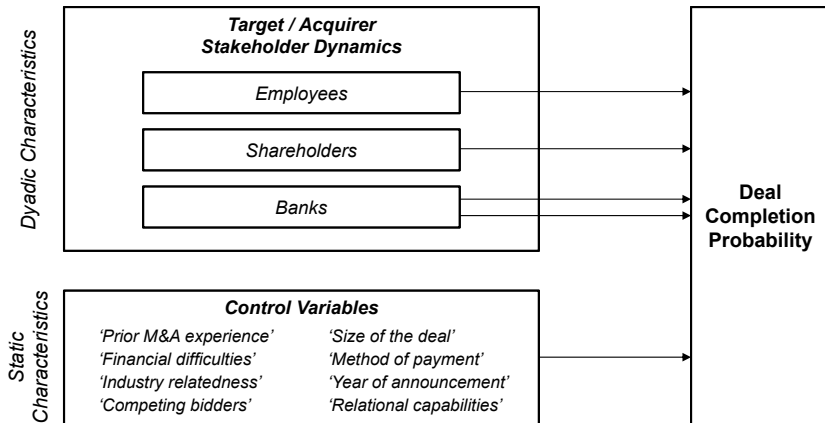 Dyadic Characteristics
Target / Acquirer
Stakeholder Dynamics
Employees
Shareholders
Banks
Deal
Completion
Probability
Static
Characteristics
Control Variables
‘Prior M&A experience’ ‘Size of the deal’
‘Financial difficulties’ ‘Method of payment’
‘Industry relatedness’ ‘Year of announcement’
‘Competing bidders’ ‘Relational capabilities’